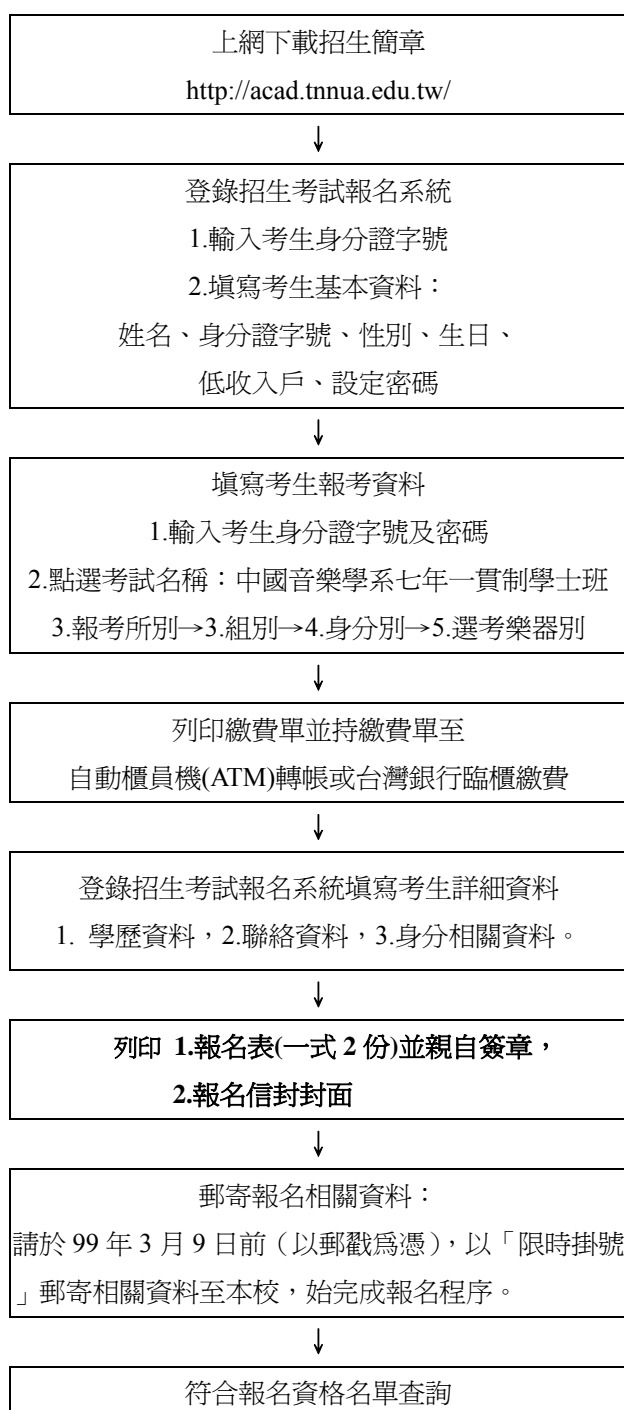 上網下載招生簡章
http://acad.tnnua.edu.tw/
↓
登錄招生考試報名系統
1.輸入考生身分證字號
2.填寫考生基本資料：
姓名、身分證字號、性別、生日、
低收入戶、設定密碼
↓
填寫考生報考資料
1.輸入考生身分證字號及密碼
2.點選考試名稱：中國音樂學系七年一貫制學士班
3.報考所別→3.組別→4.身分別→5.選考樂器別
↓
列印繳費單並持繳費單至
自動櫃員機(ATM)轉帳或台灣銀行臨櫃繳費
↓
登錄招生考試報名系統填寫考生詳細資料
1. 學歷資料，2.聯絡資料，3.身分相關資料。
↓
列印 1.報名表(一式 2 份)並親自簽章，
2.報名信封封面
↓
郵寄報名相關資料：
請於 99 年 3 月 9 日前（以郵戳為憑），以「限時掛號
」郵寄相關資料至本校，始完成報名程序。
↓
符合報名資格名單查詢